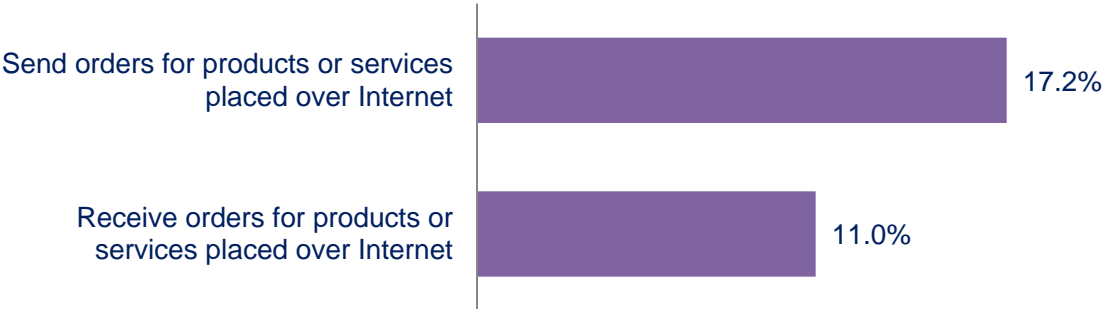 Send orders for products or services
placed over Internet
17.2%
Receive orders for products or
services placed over Internet
11.0%